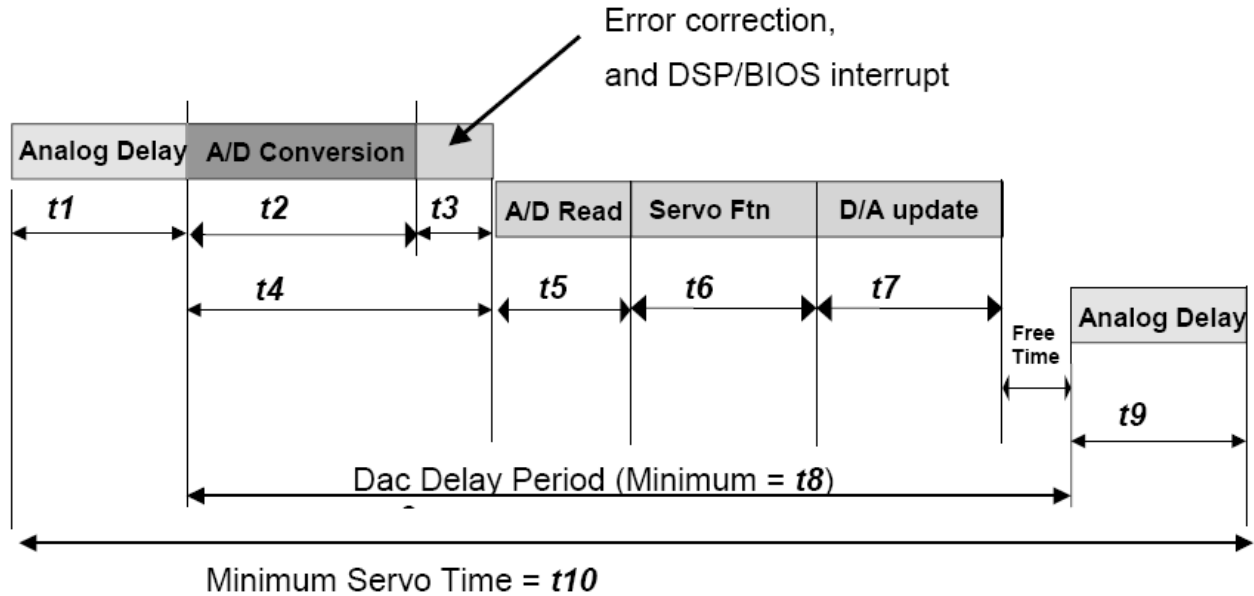 Error correction,
and DSP/BIOS interrupt
Analog Delay
A/D Conversion
t1
t2
t3
A/D Read
Servo Ftn
D/A update
t4
t5
t6
t7
Free
Time
Analog Delay
t9
Dac Delay Period (Minimum = t8)
Minimum Servo Time = t10